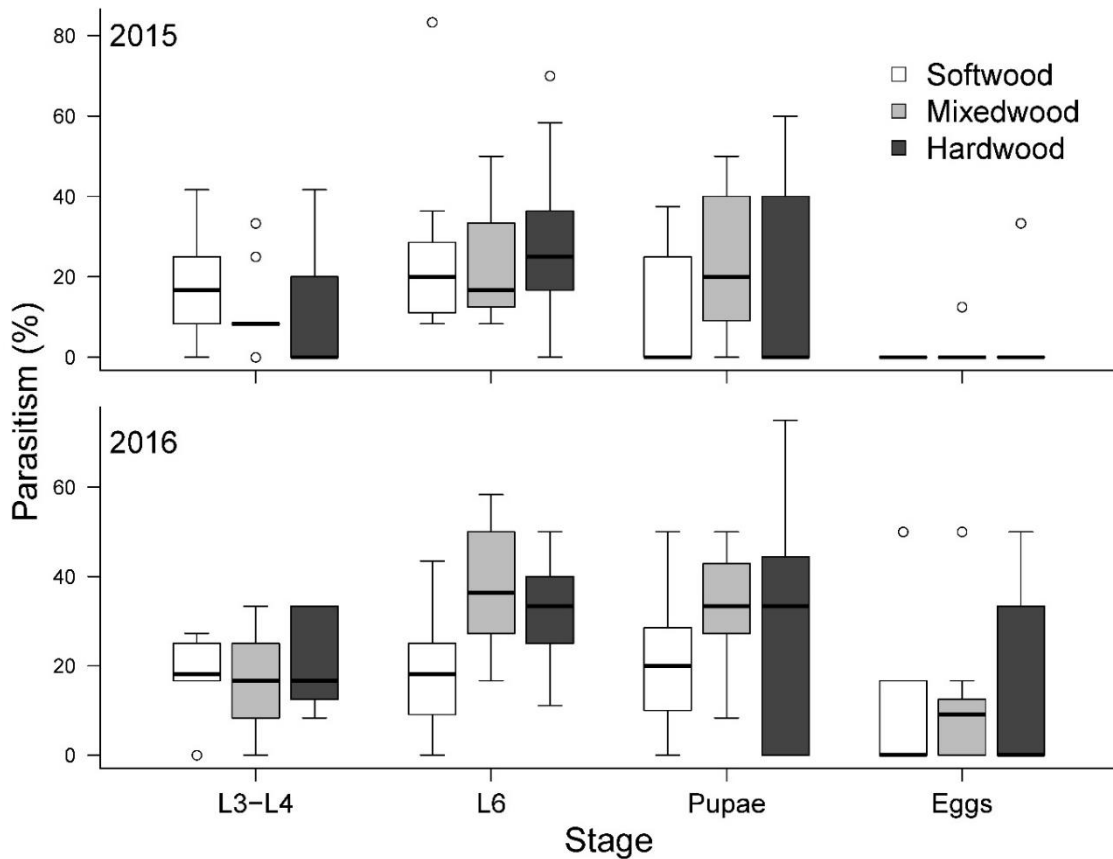 2015
80
60
40
20
0
Softwood
Mixedwood
Hardwood
Parasitism (%)
2016
60
40
20
0
L3−L4
L6
Pupae
Eggs
Stage